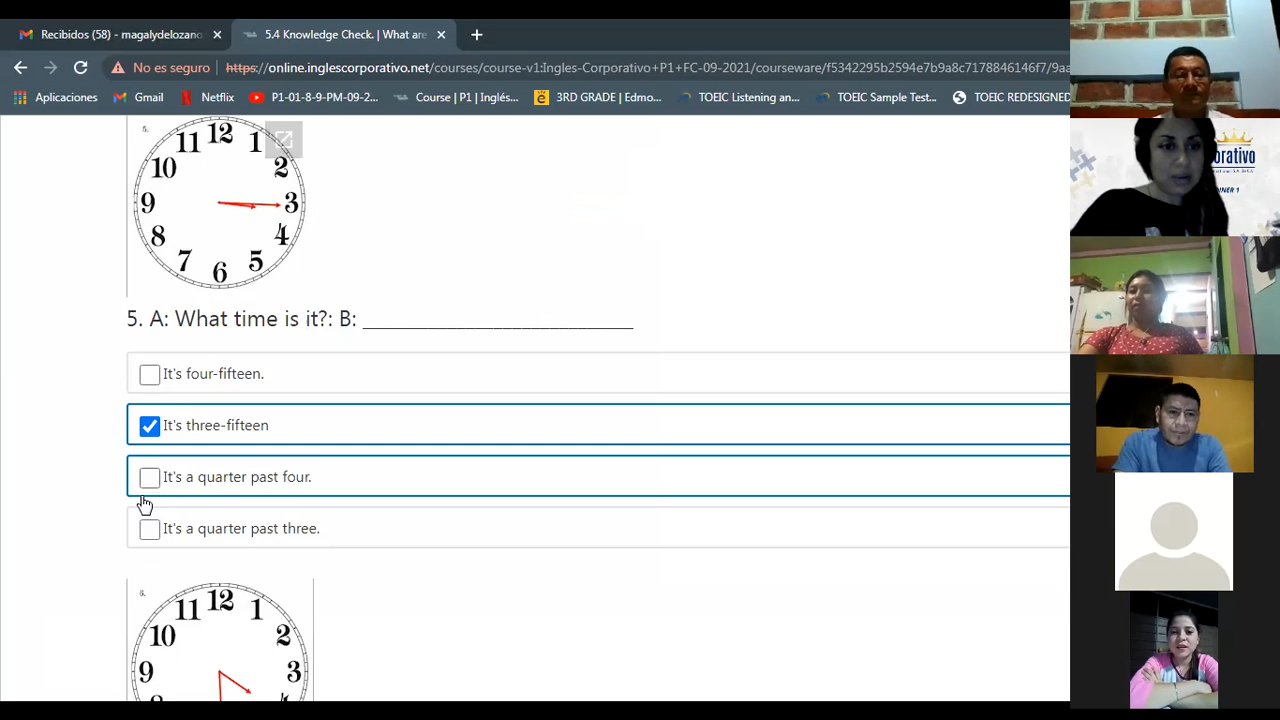 Recibidos (58) - magalydelozano
5.4 Knowledge Check. | What are
No es seguro | https://online.inglescorporativo.net/courses/course-v1:Ingles-Corporativo+P1+FC-09-2021/courseware/f5342295b2594e7b9a8c7178846146f7/9aa
Aplicaciones
Gmail
Netflix
P1-01-8-9-PM-09-2...
Course | P1 | Inglés...
3RD GRADE | Edmo...
TOEIC Listening an...
TOEIC Sample Test...
TOEIC REDESIGNED
5.
12
11 1
10 2
9 3
8 4
7 5
6
5. A: What time is it?: B: ______________________________
It's four-fifteen.
It's three-fifteen
It's a quarter past four.
It's a quarter past three.
6.
12
11 1
10 2
9 3